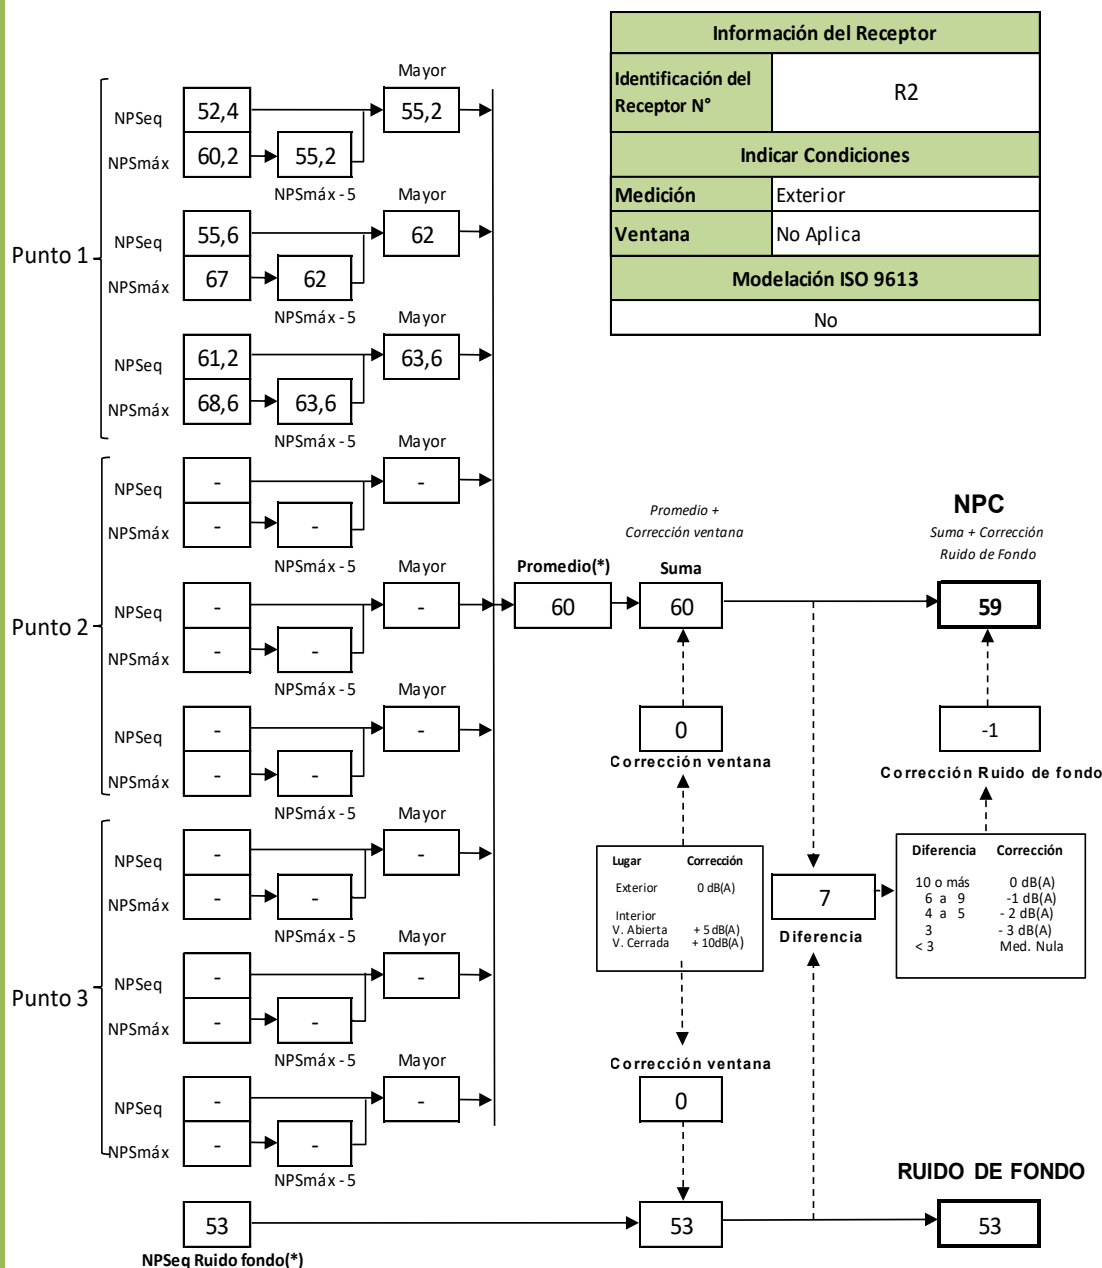 Información del Receptor
Identificación del Receptor N° R2
Indicar Condiciones
Medición Exterior
Ventana No Aplica
Modelación ISO 9613
No
Punto 1
Mayor
NPSeq 52,4 55,2
NPSmáx 60,2 55,2
NPSmáx - 5 Mayor
NPSeq 55,6 62
NPSmáx 67 62
NPSmáx - 5 Mayor
NPSeq 61,2 63,6
NPSmáx 68,6 63,6
NPSmáx - 5 Mayor
Punto 2
NPSeq - -
NPSmáx - -
NPSmáx - 5 Mayor
NPSeq - -
NPSmáx - -
NPSmáx - 5 Mayor
NPSeq - -
NPSmáx - -
NPSmáx - 5 Mayor
Punto 3
NPSeq - -
NPSmáx - -
NPSmáx - 5 Mayor
NPSeq - -
NPSmáx - -
NPSmáx - 5 Mayor
NPSeq - -
NPSmáx - -
NPSmáx - 5
53
NPSeq Ruido fondo(*)
Promedio(*)
60
Promedio +
Corrección ventana
Suma
60
0
Corrección ventana
Lugar Corrección
Exterior 0 dB(A)
Interior
V. Abierta + 5 dB(A)
V. Cerrada + 10dB(A)
Corrección ventana
0
53
7
Diferencia
NPC
Suma + Corrección
Ruido de Fondo
59
-1
Corrección Ruido de fondo
Diferencia Corrección
10 o más 0 dB(A)
6 a 9 -1 dB(A)
4 a 5 - 2 dB(A)
3 - 3 dB(A)
< 3 Med. Nula
RUIDO DE FONDO
53